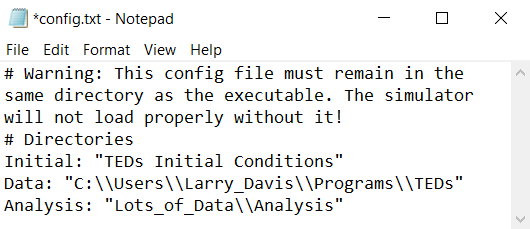 *config.txt - Notepad
File Edit Format View Help
# Warning: This config file must remain in the
same directory as the executable. The simulator
will not load properly without it!
# Directories
Initial: "TEDs Initial Conditions"
Data: "C:\\Users\\Larry_Davis\\Programs\\TEDs"
Analysis: "Lots_of_Data\\Analysis"